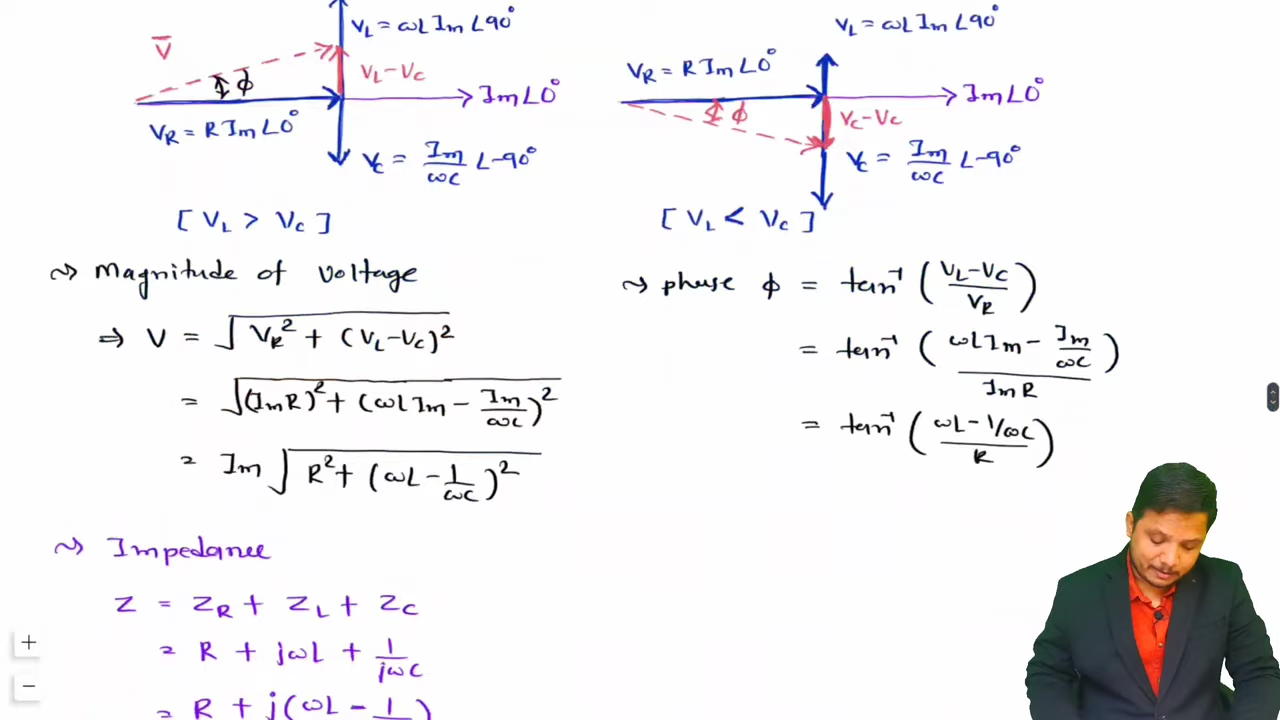 V_L = ωL Im ∠90°
V̅
ϕ
V_L - V_C
Im∠0°
V_R = R Im ∠0°
V_C = Im/ωC ∠-90°
[ V_L > V_C ]
V_L = ωL Im ∠90°
V_R = R Im ∠0°
Im∠0°
ϕ
V_C - V_C
V_C = Im/ωC ∠-90°
[ V_L < V_C ]
~> Magnitude of voltage
⇒ V = √(V_R² + (V_L-V_C)²)
= √((ImR)² + (ωL Im - Im/ωC)²)
= Im √(R² + (ωL - 1/ωC)²)
~> phase ϕ = tan⁻¹ ((V_L-V_C)/V_R)
= tan⁻¹ ((ωL Im - Im/ωC)/Im R)
= tan⁻¹ ((ωL - 1/ωC)/R)
~> Impedance
Z = Z_R + Z_L + Z_C
= R + jωL + 1/jωC
= R + j(ωL - 1
+
−